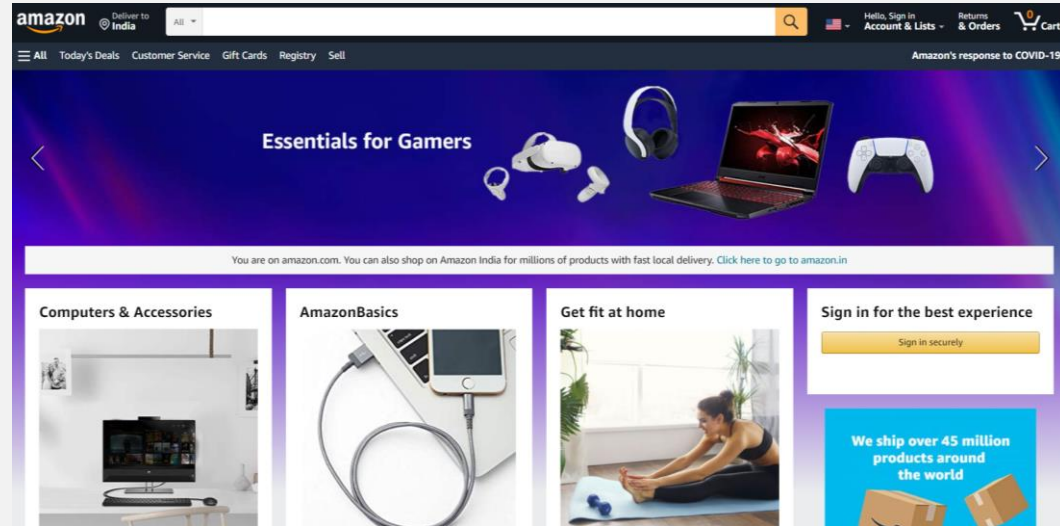 amazon
Deliver to
India
All
Hello, Sign in
Account & Lists
Returns
& Orders
0
Cart
All
Today's Deals
Customer Service
Gift Cards
Registry
Sell
Amazon's response to COVID-19
Essentials for Gamers
You are on amazon.com. You can also shop on Amazon India for millions of products with fast local delivery. Click here to go to amazon.in
Computers & Accessories
AmazonBasics
Get fit at home
Sign in for the best experience
Sign in securely
We ship over 45 million
products around
the world